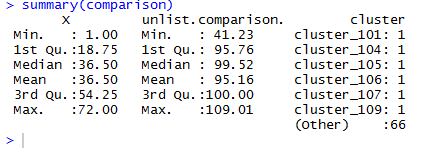 > summary(comparison)
X unlist.comparison. cluster
Min. : 1.00 Min. : 41.23 cluster_101: 1
1st Qu.:18.75 1st Qu.: 95.76 cluster_104: 1
Median :36.50 Median : 99.52 cluster_105: 1
Mean :36.50 Mean : 95.16 cluster_106: 1
3rd Qu.:54.25 3rd Qu.:100.00 cluster_107: 1
Max. :72.00 Max. :109.01 cluster_109: 1
(Other) :66
>